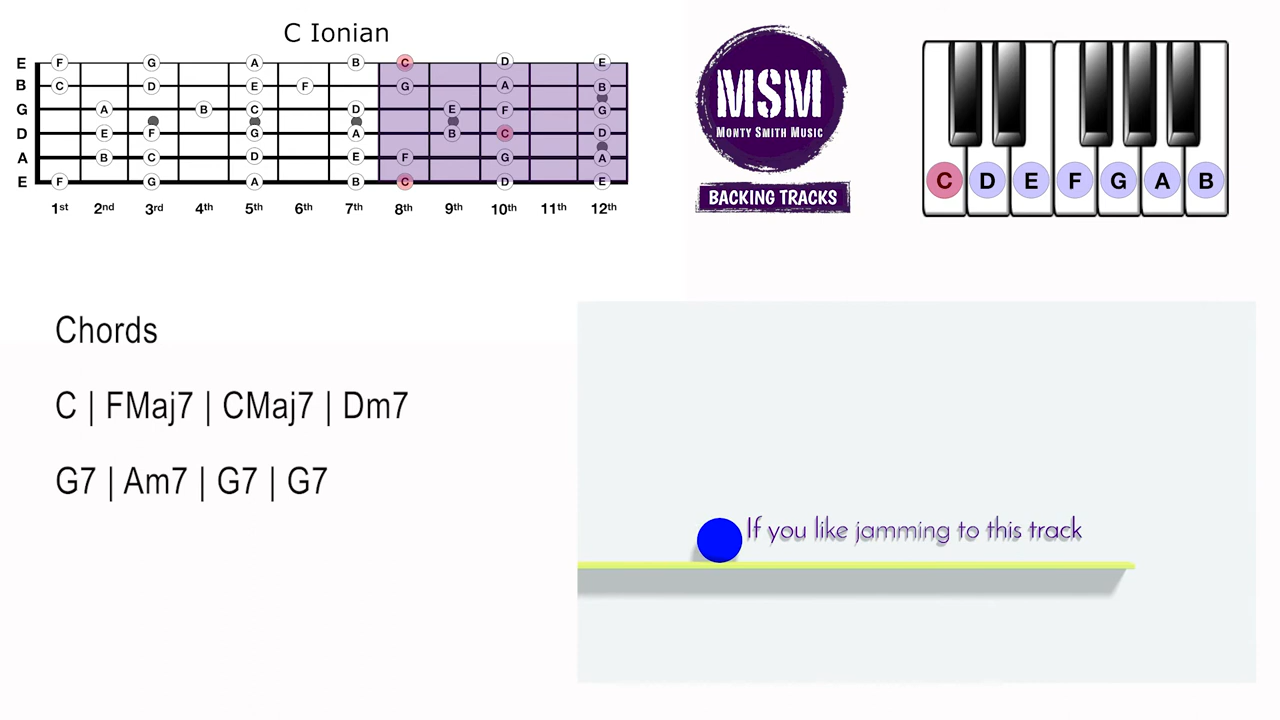 C Ionian
E F G A B C D E
B C D E F G A B
G A B C D E F G
D E F G A B C D
A B C D E F G A
E F G A B C D E
1st 2nd 3rd 4th 5th 6th 7th 8th 9th 10th 11th 12th
MSM
MONTY SMITH MUSIC
BACKING TRACKS
C D E F G A B
Chords
C | FMaj7 | CMaj7 | Dm7
G7 | Am7 | G7 | G7
If you like jamming to this track